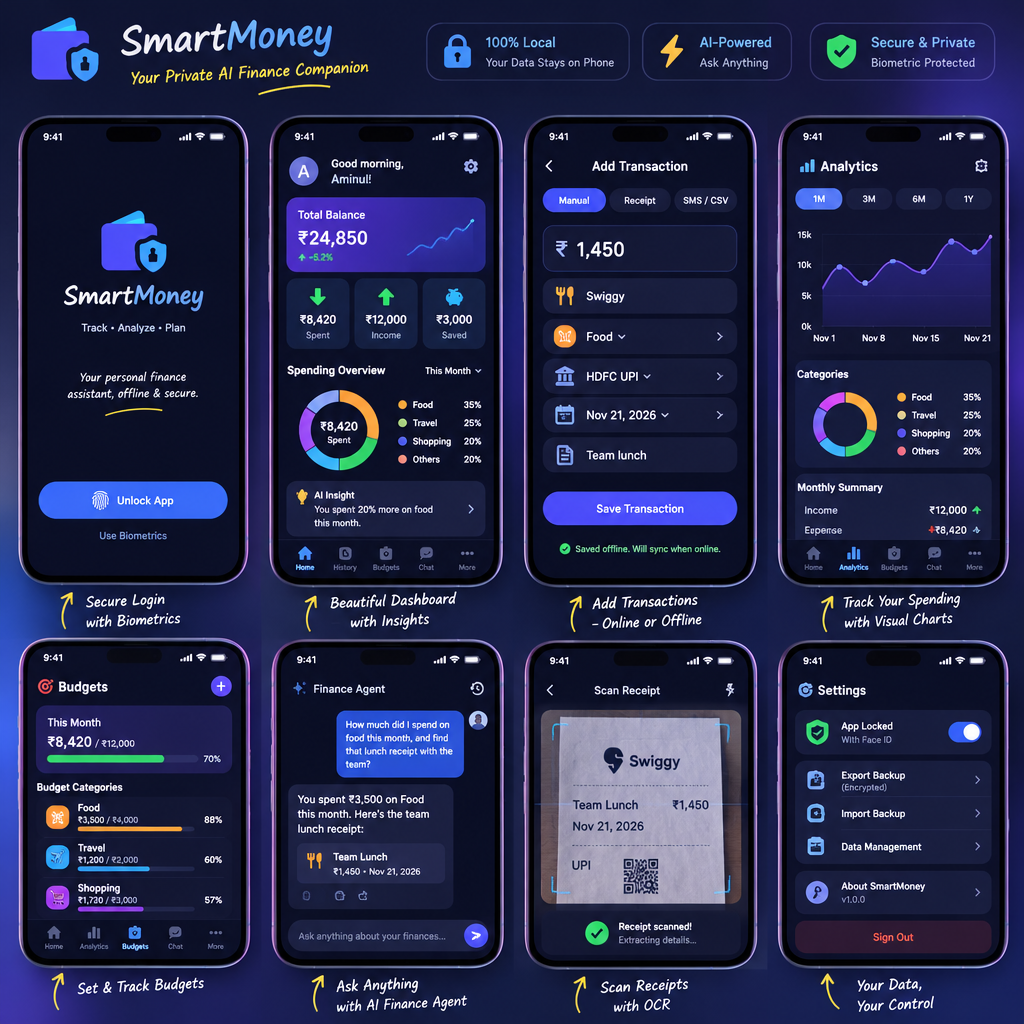 SmartMoney
Your Private AI Finance Companion
100% Local
Your Data Stays on Phone
AI-Powered
Ask Anything
Secure & Private
Biometric Protected
9:41
SmartMoney
Track • Analyze • Plan
Your personal finance
assistant, offline & secure.
Unlock App
Use Biometrics
Secure Login
with Biometrics
9:41
A
Good morning,
Aminul!
Total Balance
₹24,850
-5.2%
₹8,420
Spent
₹12,000
Income
₹3,000
Saved
Spending Overview
This Month
₹8,420
Spent
Food 35%
Travel 25%
Shopping 20%
Others 20%
AI Insight
You spent 20% more on food
this month.
Home
History
Budgets
Chat
More
Beautiful Dashboard
with Insights
9:41
Add Transaction
Manual
Receipt
SMS / CSV
₹ 1,450
Swiggy
Food
HDFC UPI
Nov 21, 2026
Team lunch
Save Transaction
Saved offline. Will sync when online.
Add Transactions
– Online or Offline
9:41
Analytics
1M
3M
6M
1Y
15k
10k
5k
0k
Nov 1
Nov 8
Nov 15
Nov 21
Categories
Food 35%
Travel 25%
Shopping 20%
Others 20%
Monthly Summary
Income ₹12,000
Expense ₹8,420
Home
Analytics
Budgets
Chat
More
Track Your Spending
with Visual Charts
9:41
Budgets
+
This Month
₹8,420 / ₹12,000
70%
Budget Categories
Food
₹3,500 / ₹4,000
88%
Travel
₹1,200 / ₹2,000
60%
Shopping
₹1,730 / ₹3,000
57%
Home
Analytics
Budgets
Chat
More
Set & Track Budgets
9:41
Finance Agent
How much did I spend on
food this month, and find
that lunch receipt with the
team?
You spent ₹3,500 on Food
this month. Here's the team
lunch receipt:
Team Lunch
₹1,450 • Nov 21, 2026
Ask anything about your finances...
Ask Anything
with AI Finance Agent
9:41
Scan Receipt
Swiggy
Team Lunch ₹1,450
Nov 21, 2026
UPI
Receipt scanned!
Extracting details...
Scan Receipts
with OCR
9:41
Settings
App Locked
With Face ID
Export Backup
(Encrypted)
Import Backup
Data Management
About SmartMoney
v1.0.0
Sign Out
Your Data,
Your Control